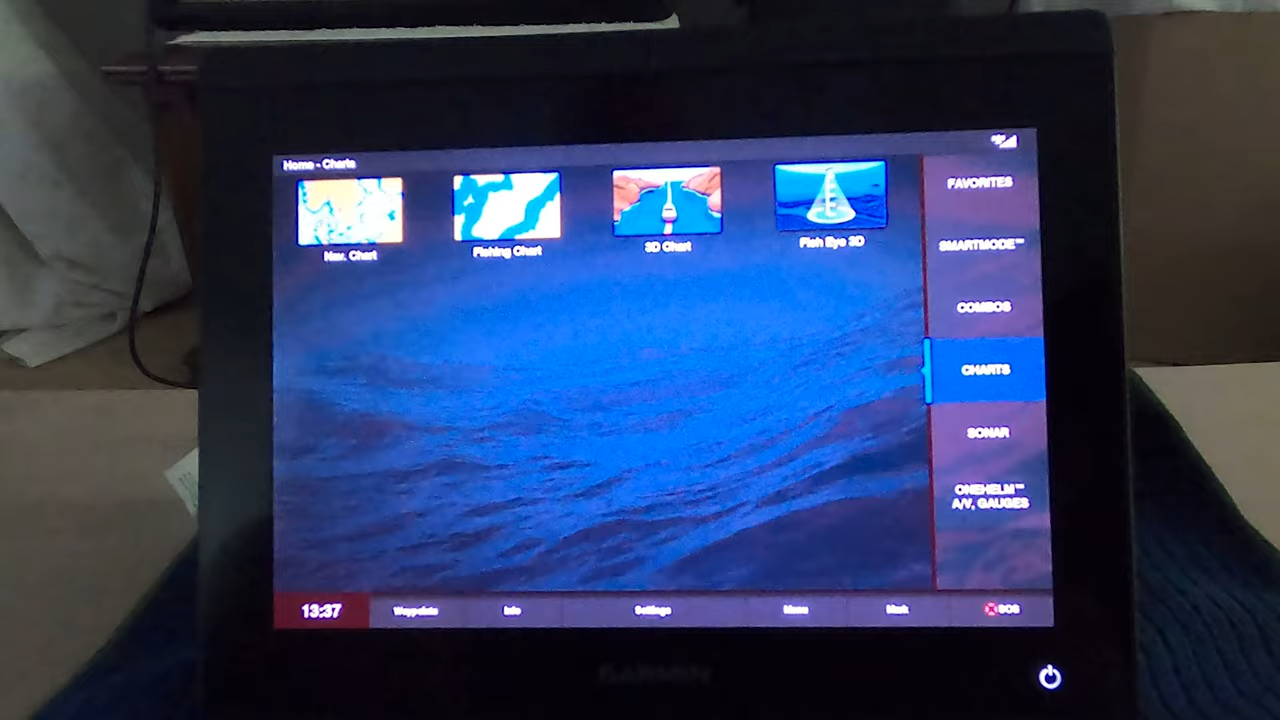 Home - Charts
Nav. Chart
Fishing Chart
3D Chart
Fish Eye 3D
FAVORITES
SMARTMODE™
COMBOS
CHARTS
SONAR
ONEHELM™
A/V, GAUGES
13:37
Waypoints
Info
Settings
Menu
Mark
SOS
GARMIN